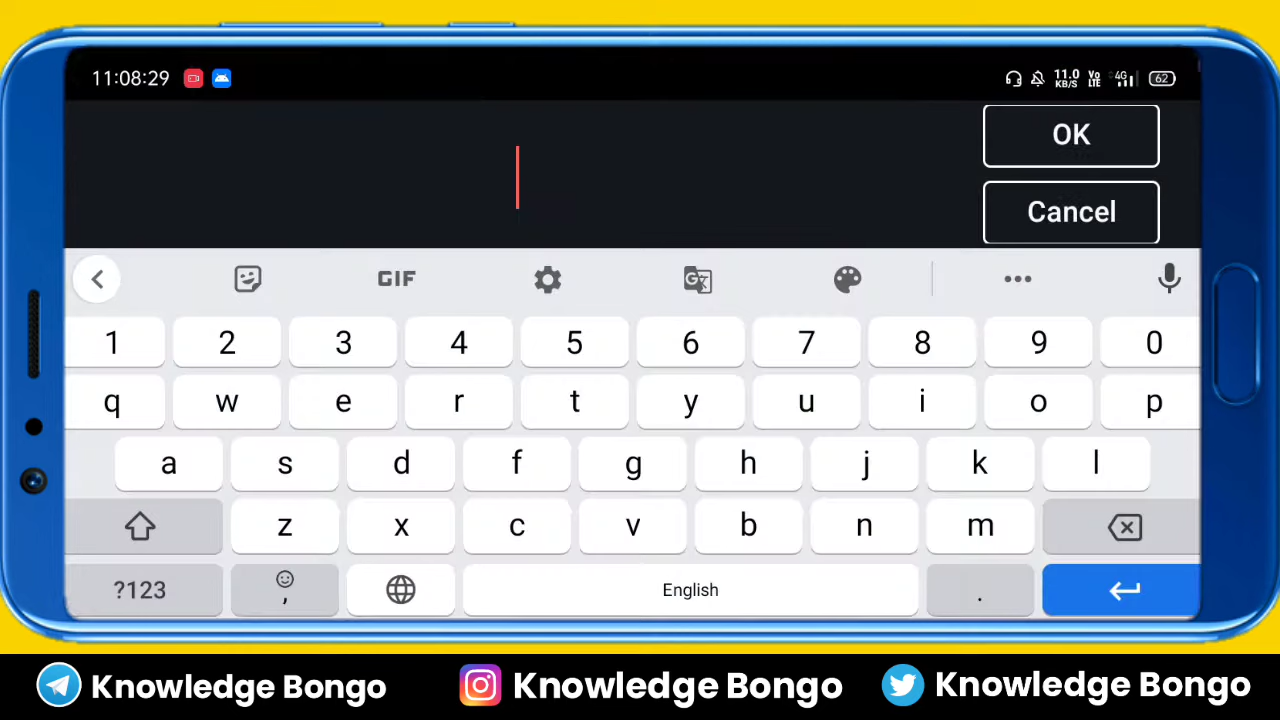 11:08:29 11.0 KB/S Vo LTE 4G 62
OK
Cancel
GIF
1 2 3 4 5 6 7 8 9 0
q w e r t y u i o p
a s d f g h j k l
z x c v b n m
?123 , English .
Knowledge Bongo Knowledge Bongo Knowledge Bongo